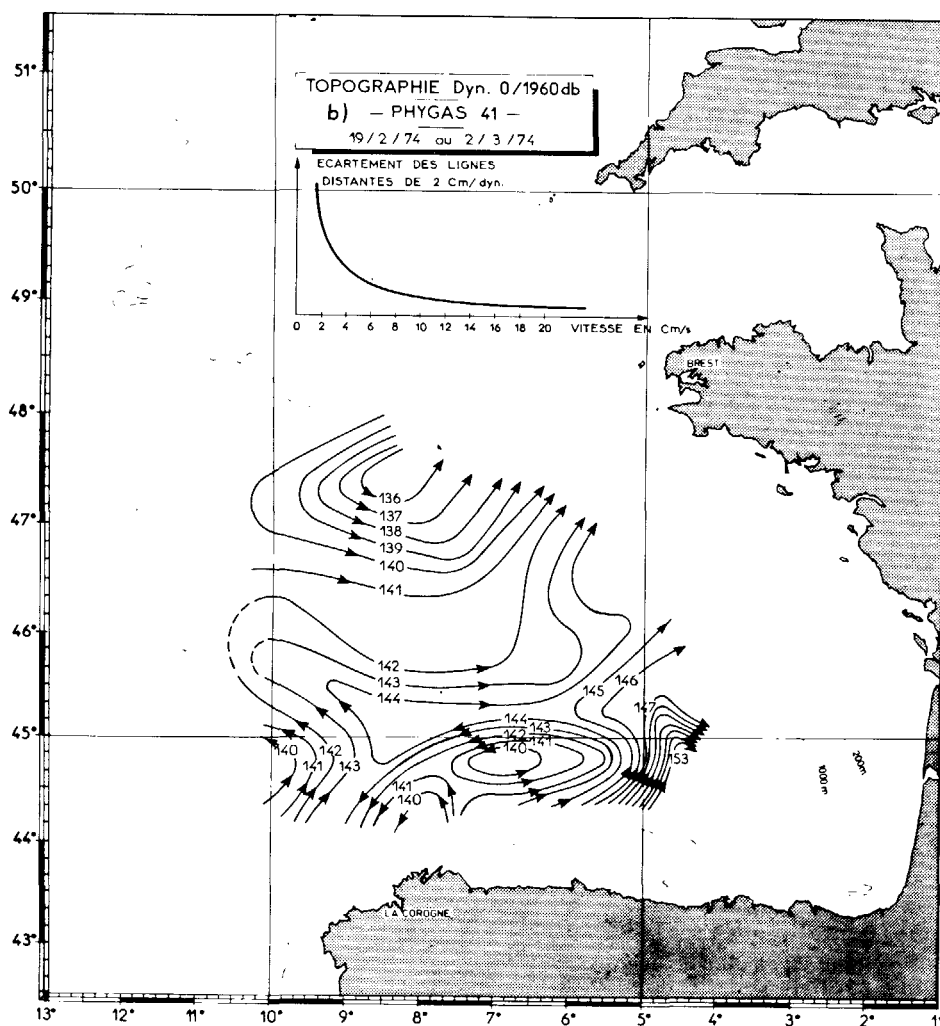 TOPOGRAPHIE Dyn. 0/1960db
b) — PHYGAS 41 —
19/2/74 au 2/3/74
ECARTEMENT DES LIGNES
DISTANTES DE 2 Cm/dyn.
0 2 4 6 8 10 12 14 16 18 20 VITESSE EN Cm/s
51°
50°
49°
48°
47°
46°
45°
44°
43°
BREST
136
137
138
139
140
141
142
143
144
145 146
147
144
143
142 141
140
140 142
141 143
153
141
140
200m
1000m
LA COROGNE
13° 12° 11° 10° 9° 8° 7° 6° 5° 4° 3° 2° 1°